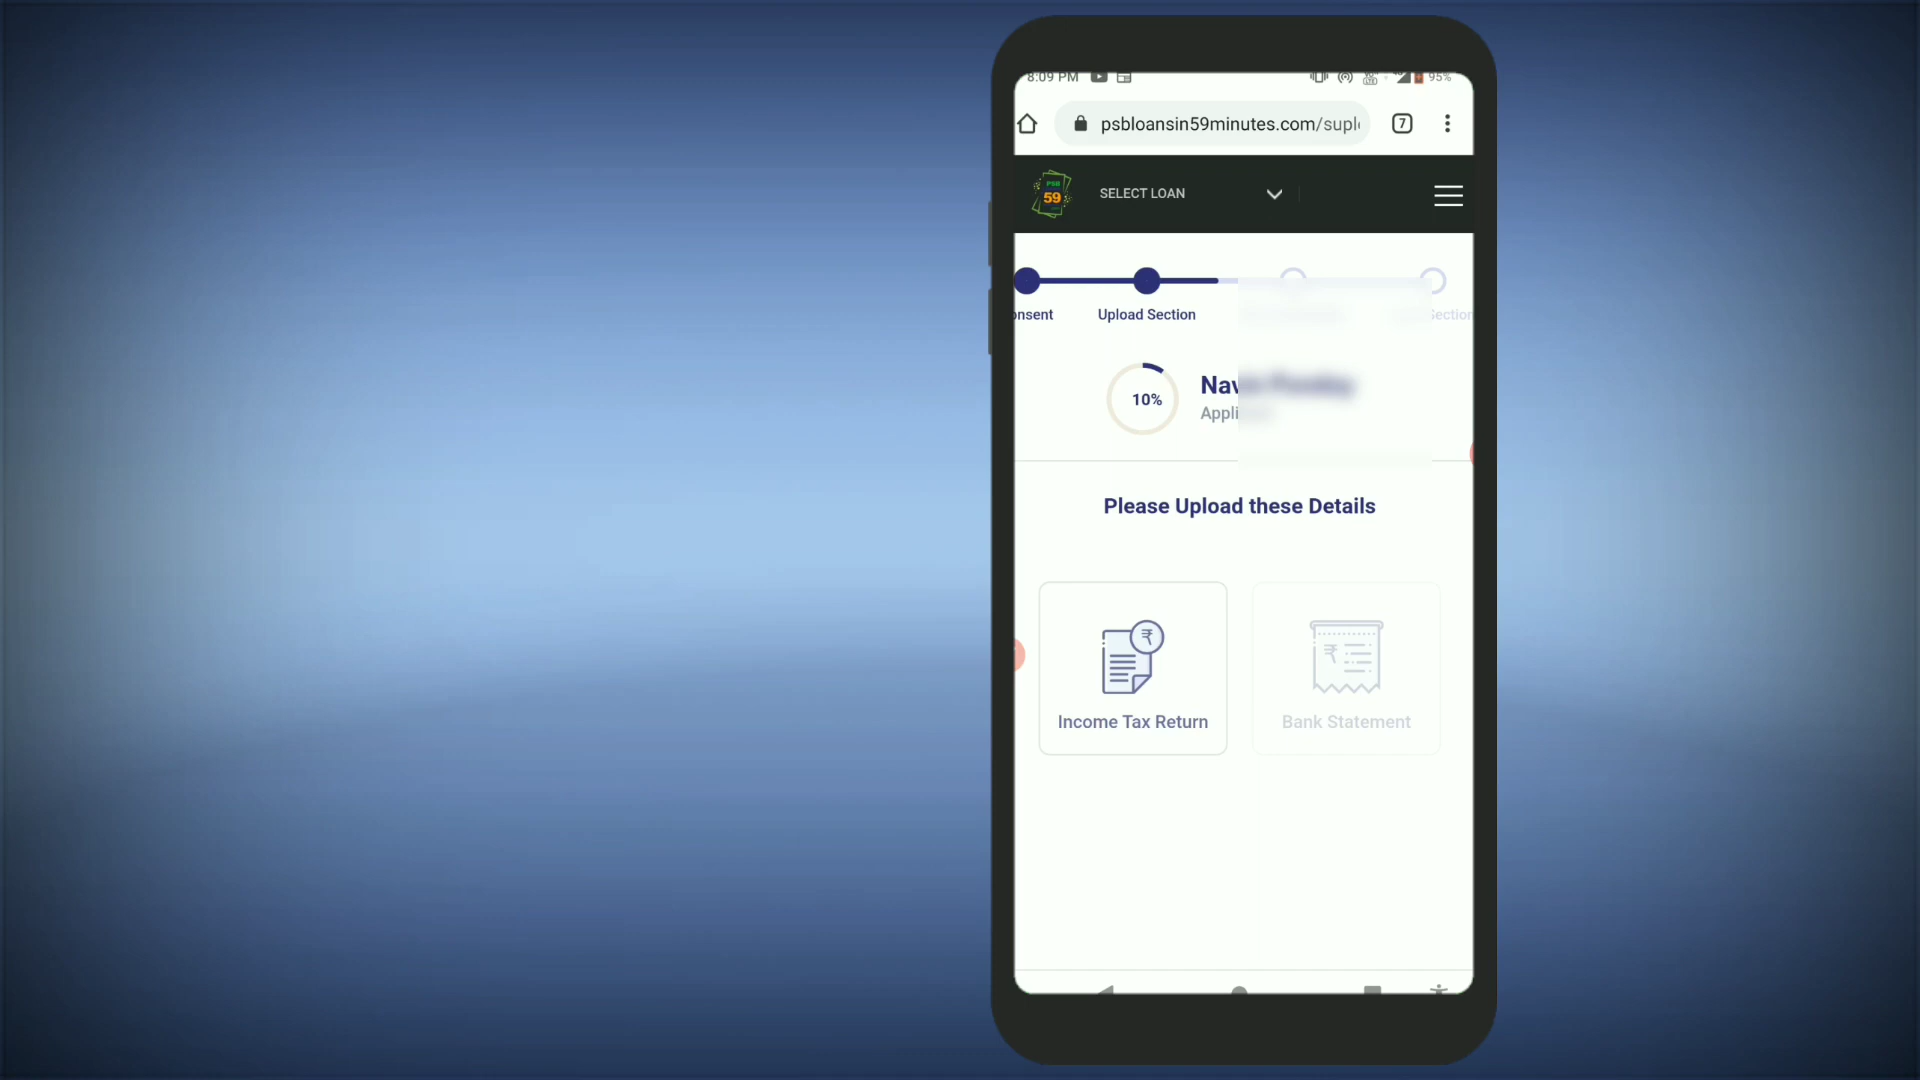 8:09 PM
95%
psbloansin59minutes.com/supl
7
PSB
59
SELECT LOAN
onsent
Upload Section
Section
10%
Nav
Appli
Please Upload these Details
₹
Income Tax Return
₹
Bank Statement